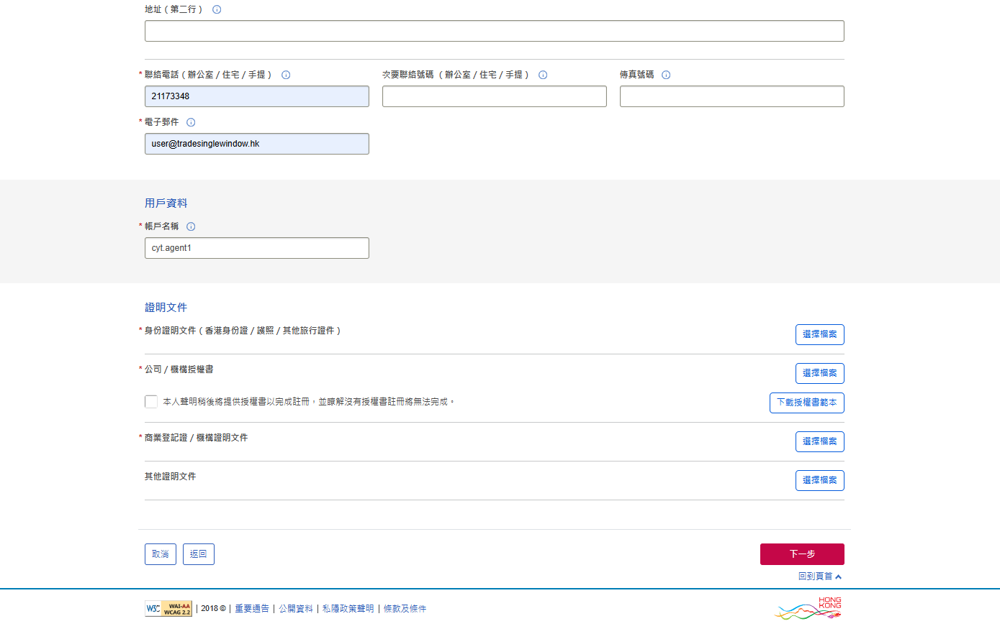 地址（第二行）
* 聯絡電話（辦公室 / 住宅 / 手提） 次要聯絡號碼 （辦公室 / 住宅 / 手提） 傳真號碼
21173348
* 電子郵件
user@tradesinglewindow.hk
用戶資料
* 帳戶名稱
cyt.agent1
證明文件
* 身份證明文件（香港身份證 / 護照 / 其他旅行證件） 選擇檔案
* 公司 / 機構授權書 選擇檔案
本人聲明稍後將提供授權書以完成註冊，並瞭解沒有授權書註冊將無法完成。 下載授權書範本
* 商業登記證 / 機構證明文件 選擇檔案
其他證明文件 選擇檔案
取消 返回 下一步
回到頁首
W3C WAI-AA WCAG 2.2 | 2018 © | 重要通告 | 公開資料 | 私隱政策聲明 | 條款及條件
HONG KONG